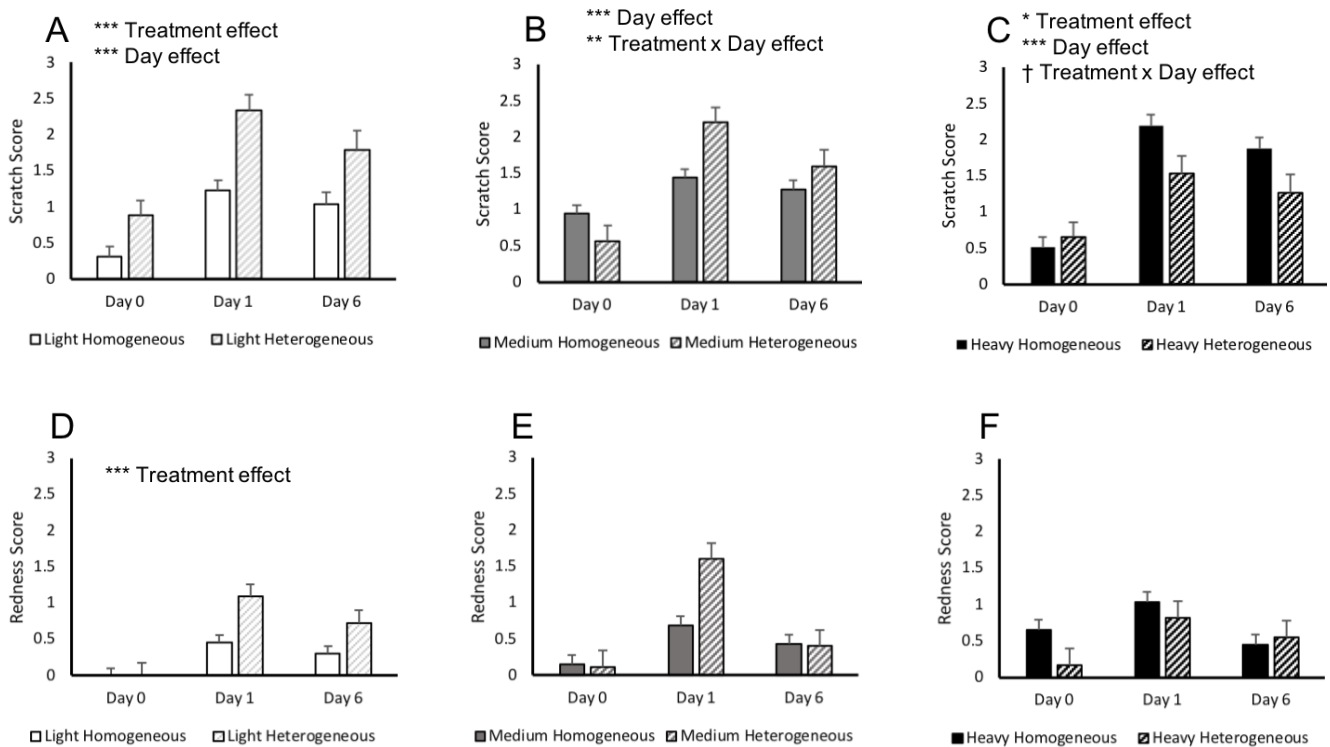 A
*** Treatment effect
*** Day effect
3
2.5
2
1.5
1
0.5
0
Scratch Score
Day 0 Day 1 Day 6
Light Homogeneous Light Heterogeneous
B
*** Day effect
** Treatment x Day effect
3
2.5
2
1.5
1
0.5
0
Scratch Score
Day 0 Day 1 Day 6
Medium Homogeneous Medium Heterogeneous
C
* Treatment effect
*** Day effect
† Treatment x Day effect
3
2.5
2
1.5
1
0.5
0
Scratch Score
Day 0 Day 1 Day 6
Heavy Homogeneous Heavy Heterogeneous
D
*** Treatment effect
3
2.5
2
1.5
1
0.5
0
Redness Score
Day 0 Day 1 Day 6
Light Homogeneous Light Heterogeneous
E
3
2.5
2
1.5
1
0.5
0
Redness Score
Day 0 Day 1 Day 6
Medium Homogeneous Medium Heterogeneous
F
3
2.5
2
1.5
1
0.5
0
Redness Score
Day 0 Day 1 Day 6
Heavy Homogeneous Heavy Heterogeneous